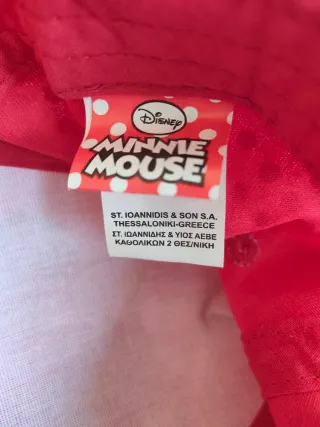 Disney
MINNIE
MOUSE
ST. IOANNIDIS & SON S.A.
THESSALONIKI-GREECE
ΣΤ. ΙΩΑΝΝΙΔΗΣ & ΥΙΟΣ ΑΕΒΕ
ΚΑΘΟΛΙΚΩΝ 2 ΘΕΣ/ΝΙΚΗ